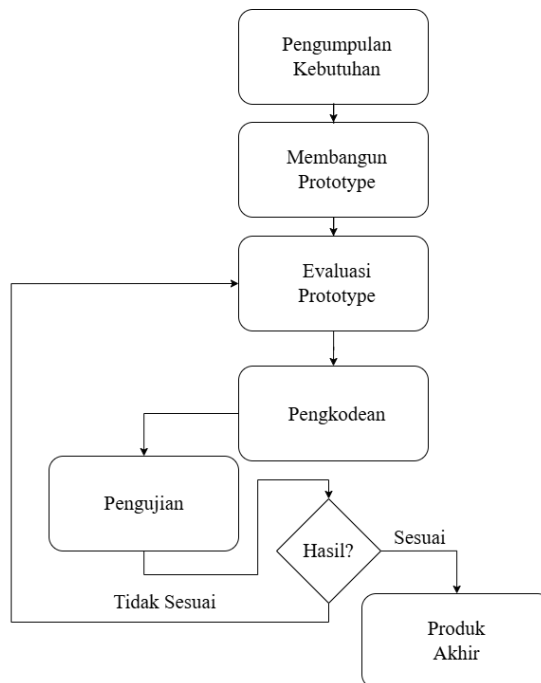 Pengumpulan
Kebutuhan
Membangun
Prototype
Evaluasi
Prototype
Pengkodean
Pengujian
Hasil?
Sesuai
Tidak Sesuai
Produk
Akhir